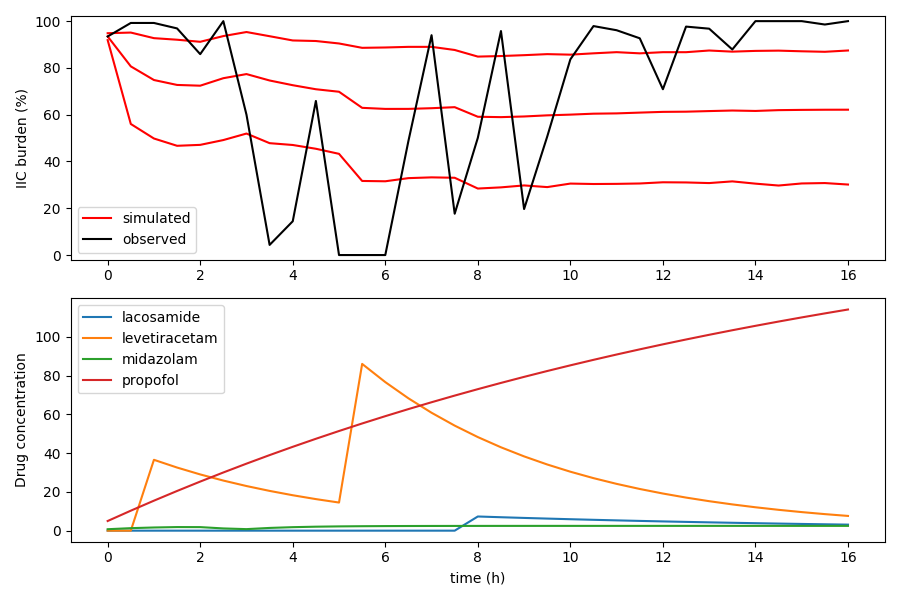 100
80
60
40
20
0
IIC burden (%)
simulated
observed
0 2 4 6 8 10 12 14 16
100
80
60
40
20
0
Drug concentration
lacosamide
levetiracetam
midazolam
propofol
0 2 4 6 8 10 12 14 16
time (h)